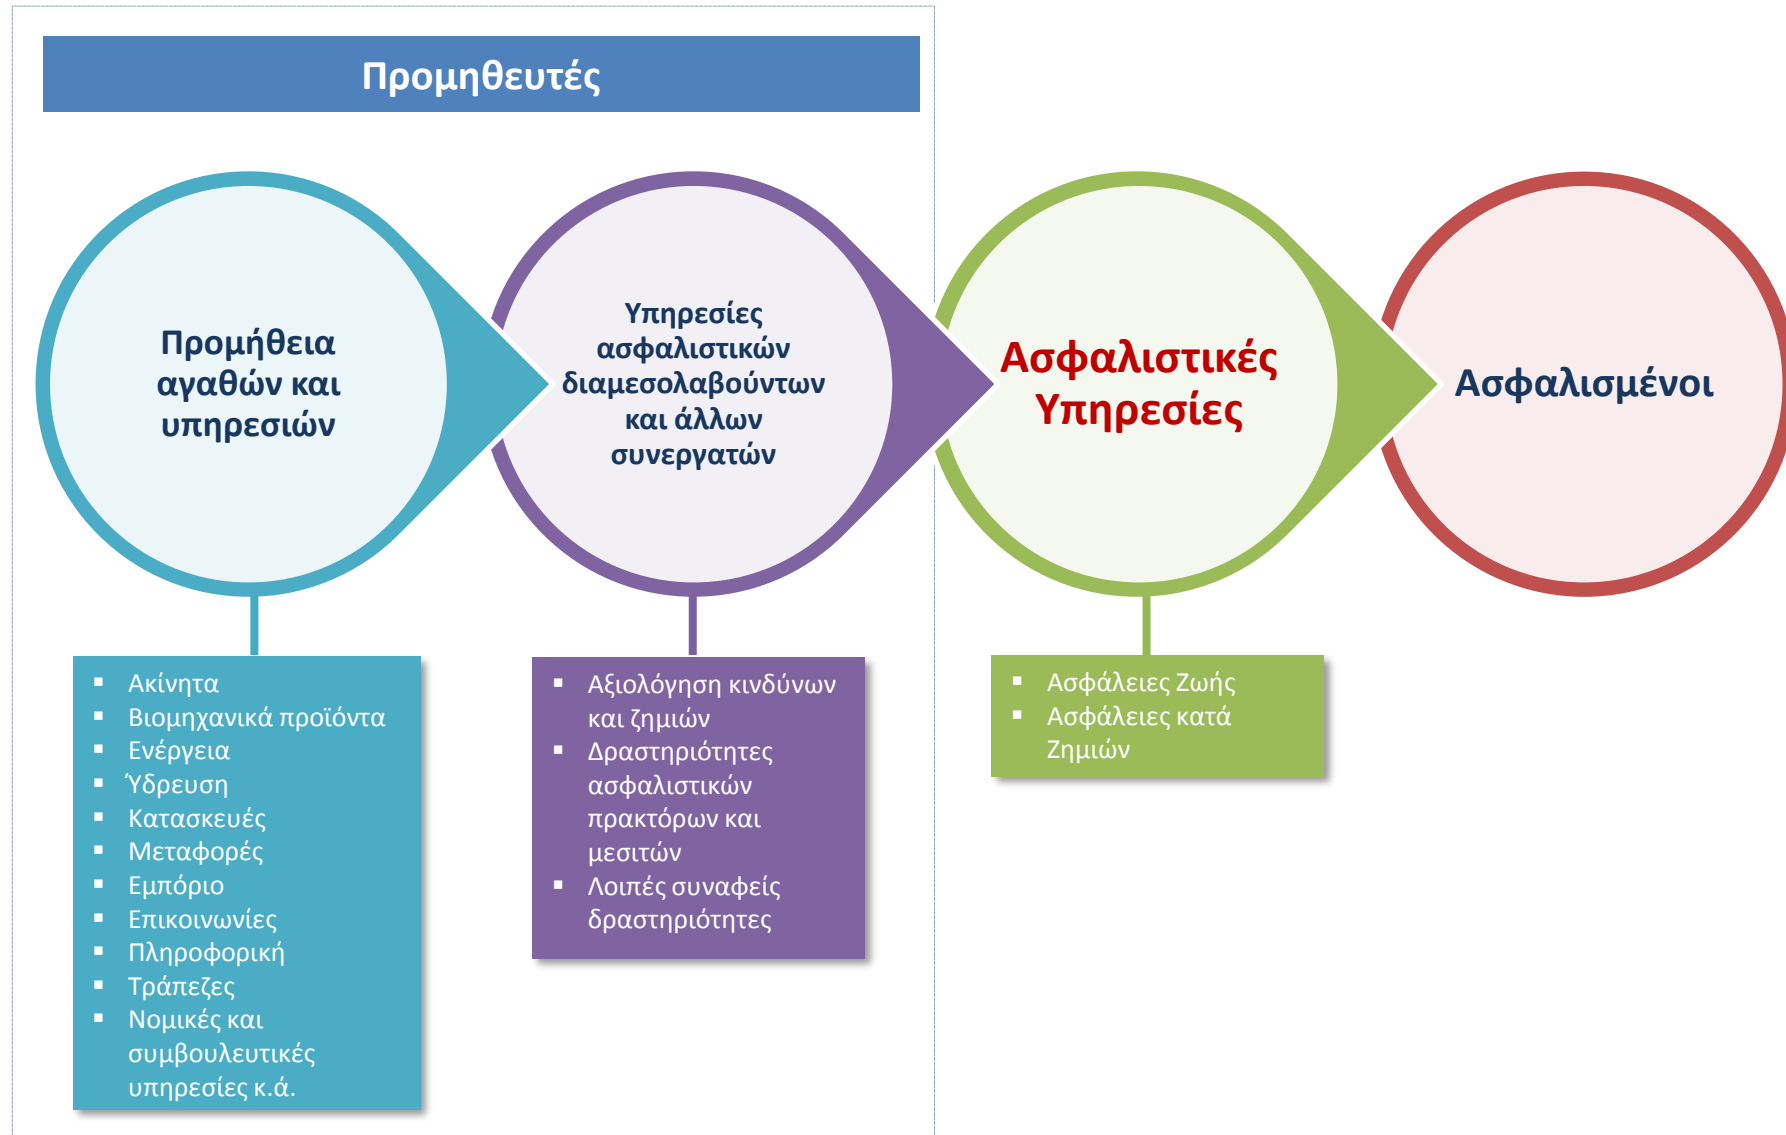 Προμηθευτές
Προμήθεια
αγαθών και
υπηρεσιών
Υπηρεσίες
ασφαλιστικών
διαμεσολαβούντων
και άλλων
συνεργατών
Ασφαλιστικές
Υπηρεσίες
Ασφαλισμένοι
▪ Ακίνητα
▪ Βιομηχανικά προϊόντα
▪ Ενέργεια
▪ Ύδρευση
▪ Κατασκευές
▪ Μεταφορές
▪ Εμπόριο
▪ Επικοινωνίες
▪ Πληροφορική
▪ Τράπεζες
▪ Νομικές και
συμβουλευτικές
υπηρεσίες κ.ά.
▪ Αξιολόγηση κινδύνων
και ζημιών
▪ Δραστηριότητες
ασφαλιστικών
πρακτόρων και
μεσιτών
▪ Λοιπές συναφείς
δραστηριότητες
▪ Ασφάλειες Ζωής
▪ Ασφάλειες κατά
Ζημιών